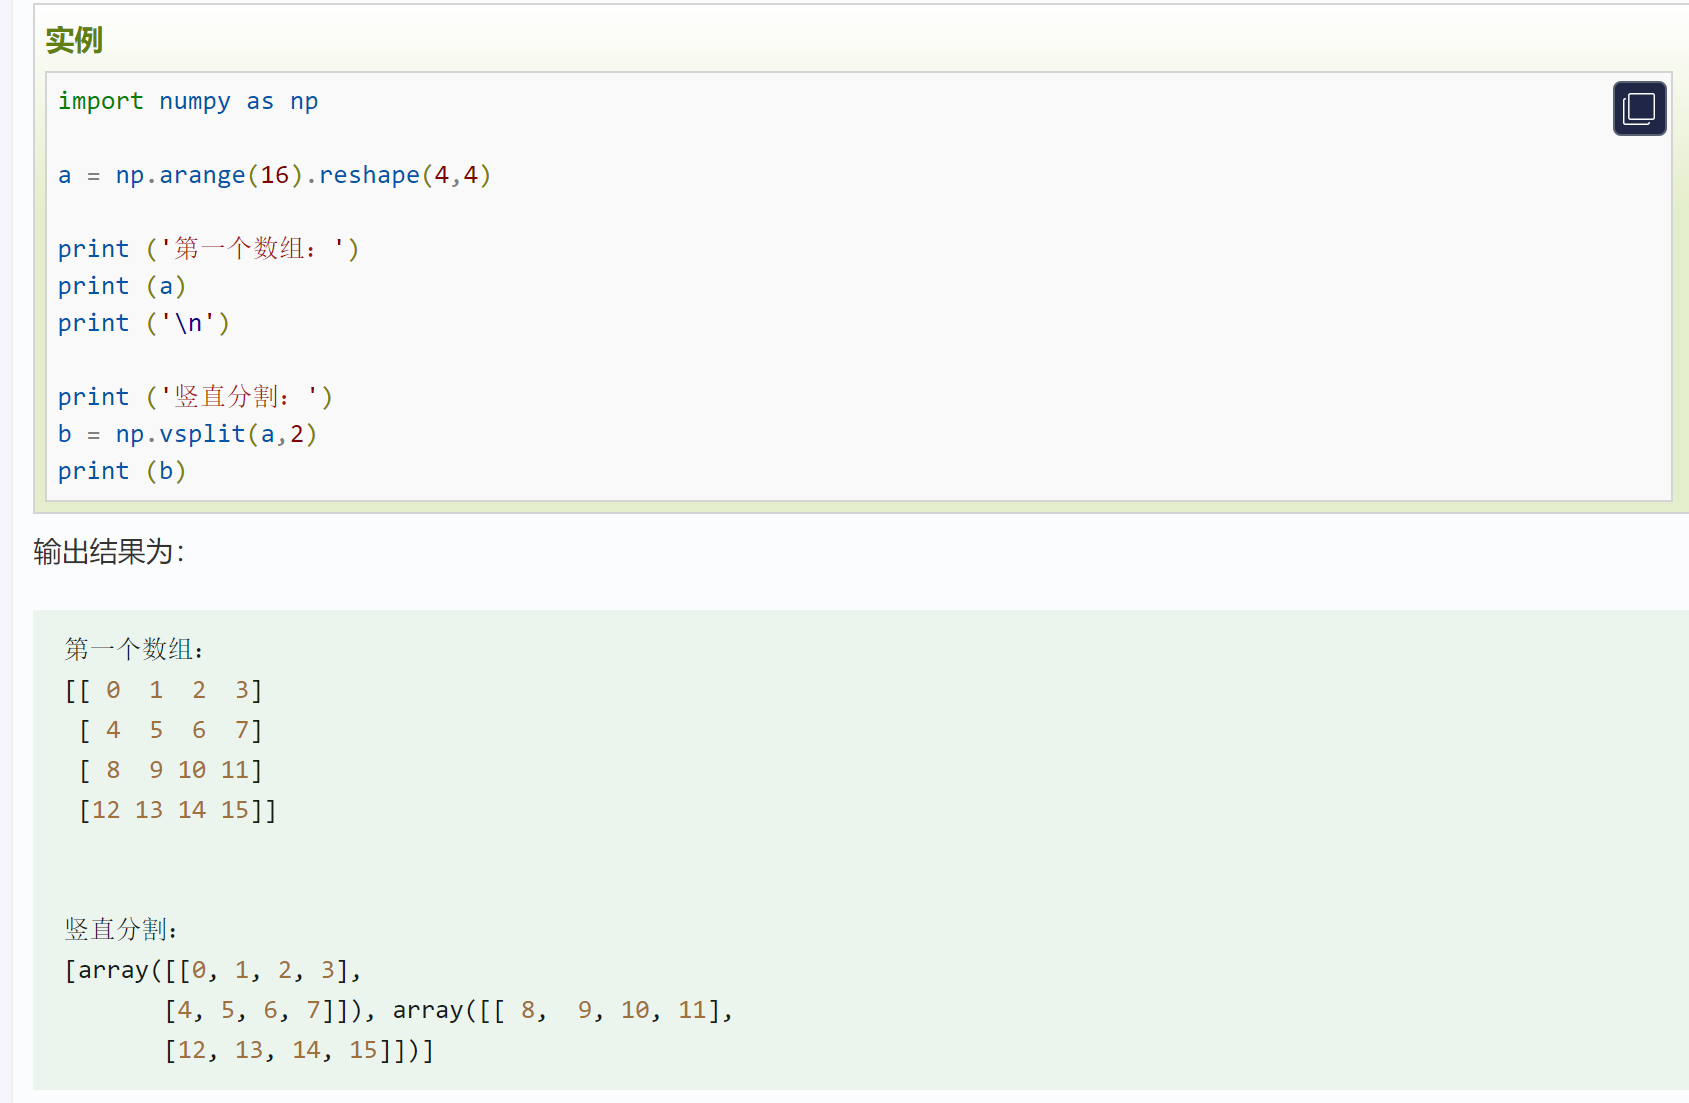 实例
import numpy as np
a = np.arange(16).reshape(4,4)
print ('第一个数组：')
print (a)
print ('\n')
print ('竖直分割：')
b = np.vsplit(a,2)
print (b)
输出结果为：
第一个数组：
[[ 0  1  2  3]
 [ 4  5  6  7]
 [ 8  9 10 11]
 [12 13 14 15]]
竖直分割：
[array([[0, 1, 2, 3],
       [4, 5, 6, 7]]), array([[ 8,  9, 10, 11],
       [12, 13, 14, 15]])]